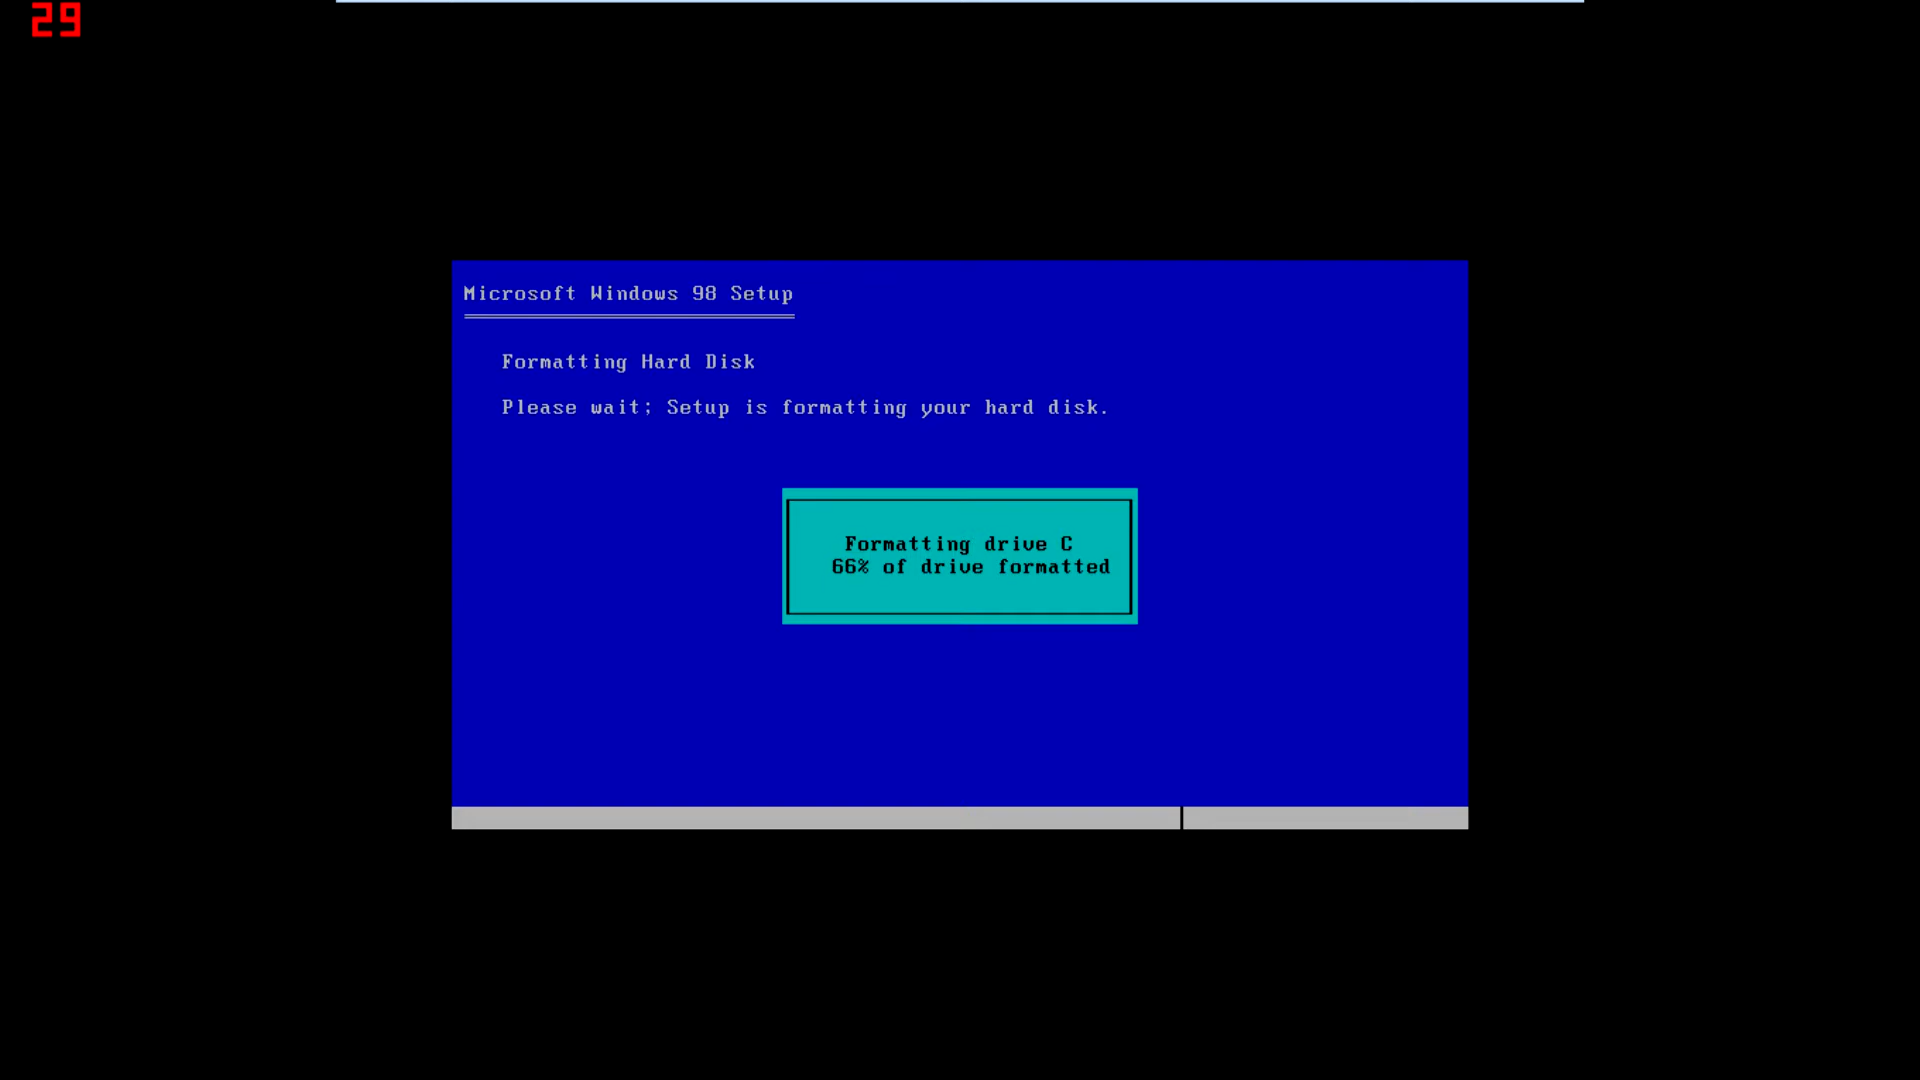 29
Microsoft Windows 98 Setup
Formatting Hard Disk
Please wait; Setup is formatting your hard disk.
Formatting drive C
66% of drive formatted